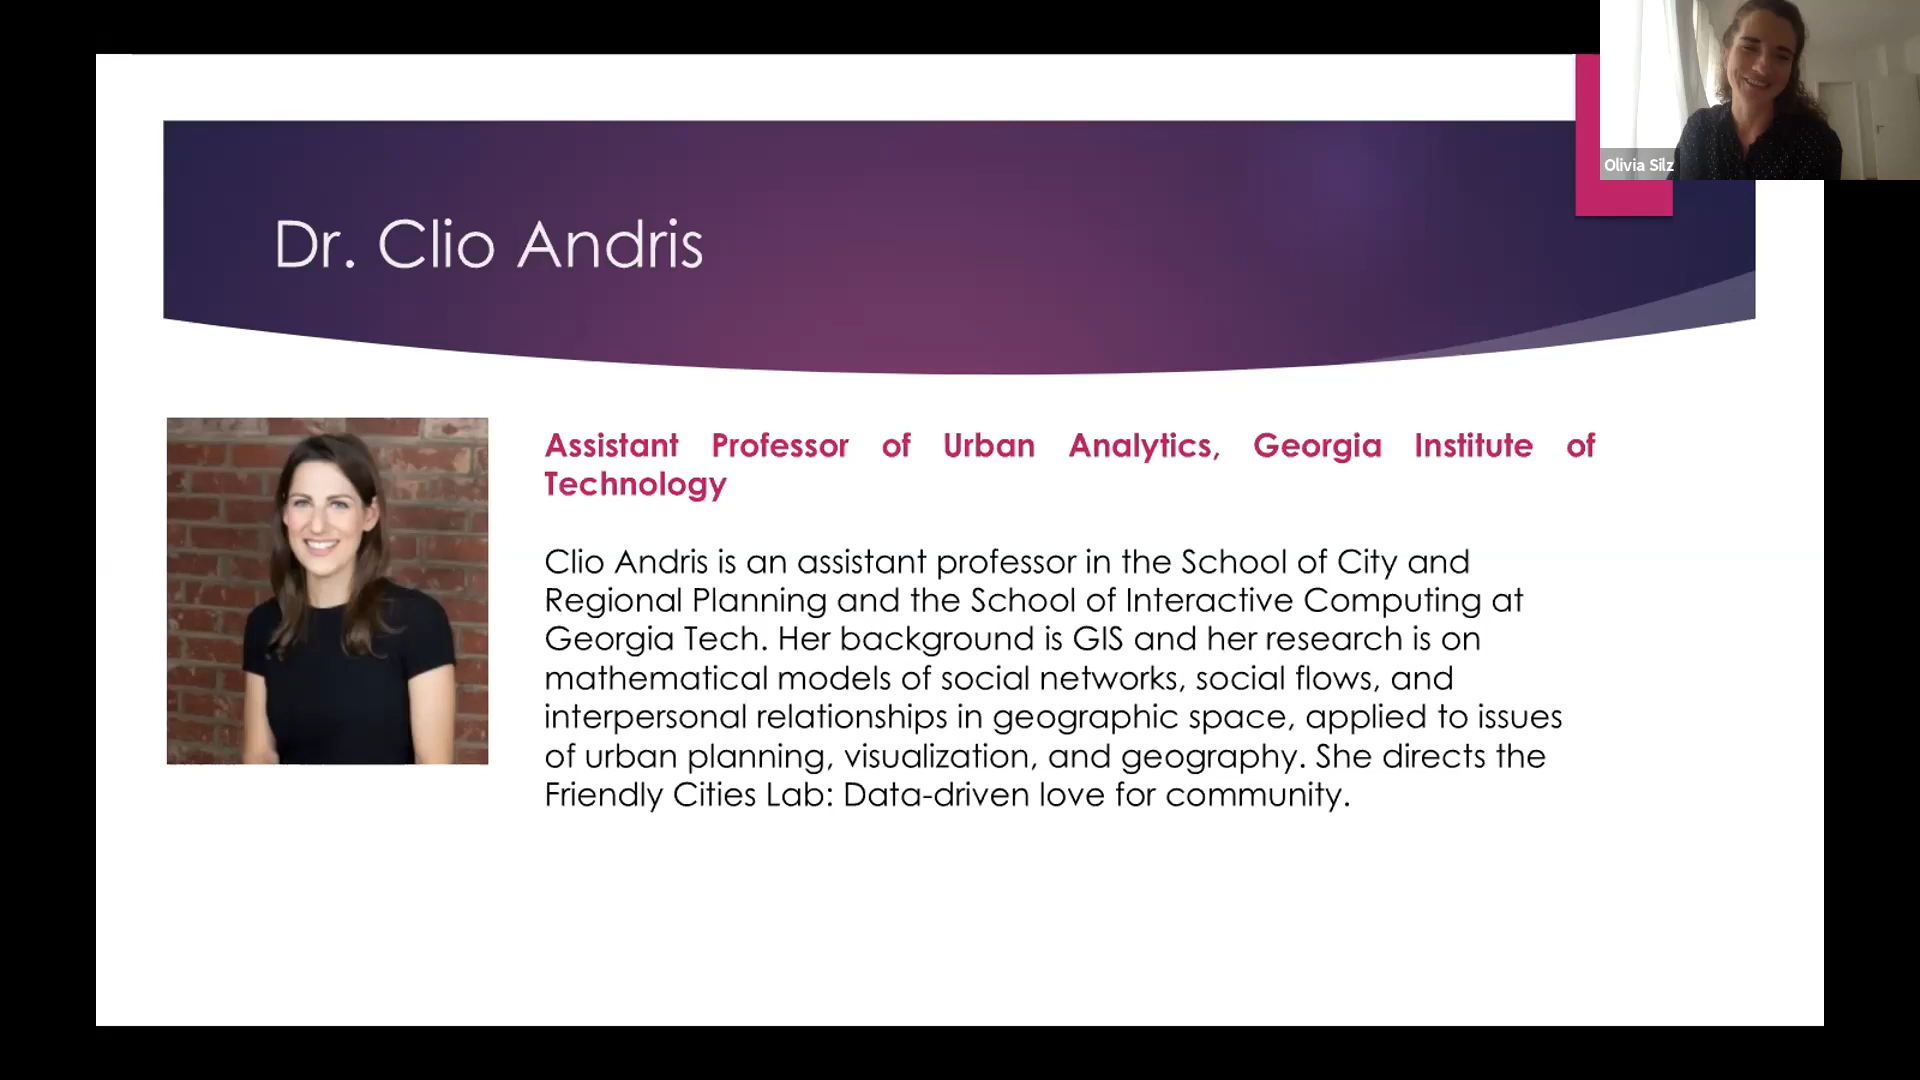 Olivia Silz
Dr. Clio Andris
Assistant Professor of Urban Analytics, Georgia Institute of
Technology
Clio Andris is an assistant professor in the School of City and
Regional Planning and the School of Interactive Computing at
Georgia Tech. Her background is GIS and her research is on
mathematical models of social networks, social flows, and
interpersonal relationships in geographic space, applied to issues
of urban planning, visualization, and geography. She directs the
Friendly Cities Lab: Data-driven love for community.